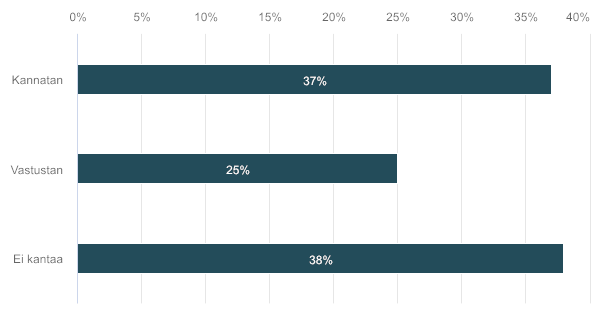 0% 5% 10% 15% 20% 25% 30% 35% 40%
Kannatan 37%
Vastustan 25%
Ei kantaa 38%